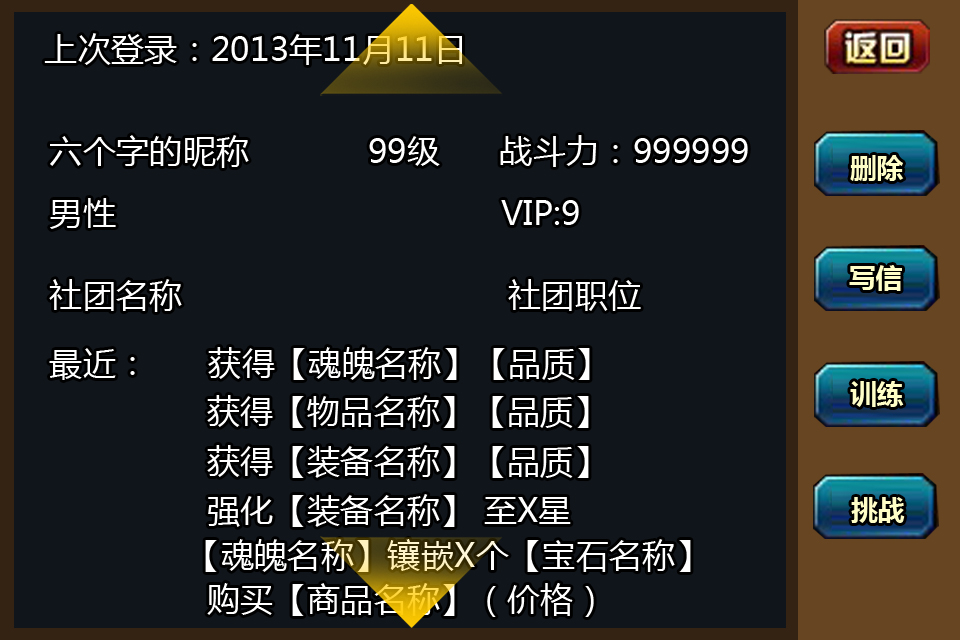 上次登录：2013年11月11日
返回
六个字的昵称 99级 战斗力：999999
删除
男性 VIP:9
写信
社团名称 社团职位
最近： 获得【魂魄名称】【品质】
训练
获得【物品名称】【品质】
获得【装备名称】【品质】
强化【装备名称】 至X星
挑战
【魂魄名称】镶嵌X个【宝石名称】
购买【商品名称】（价格）